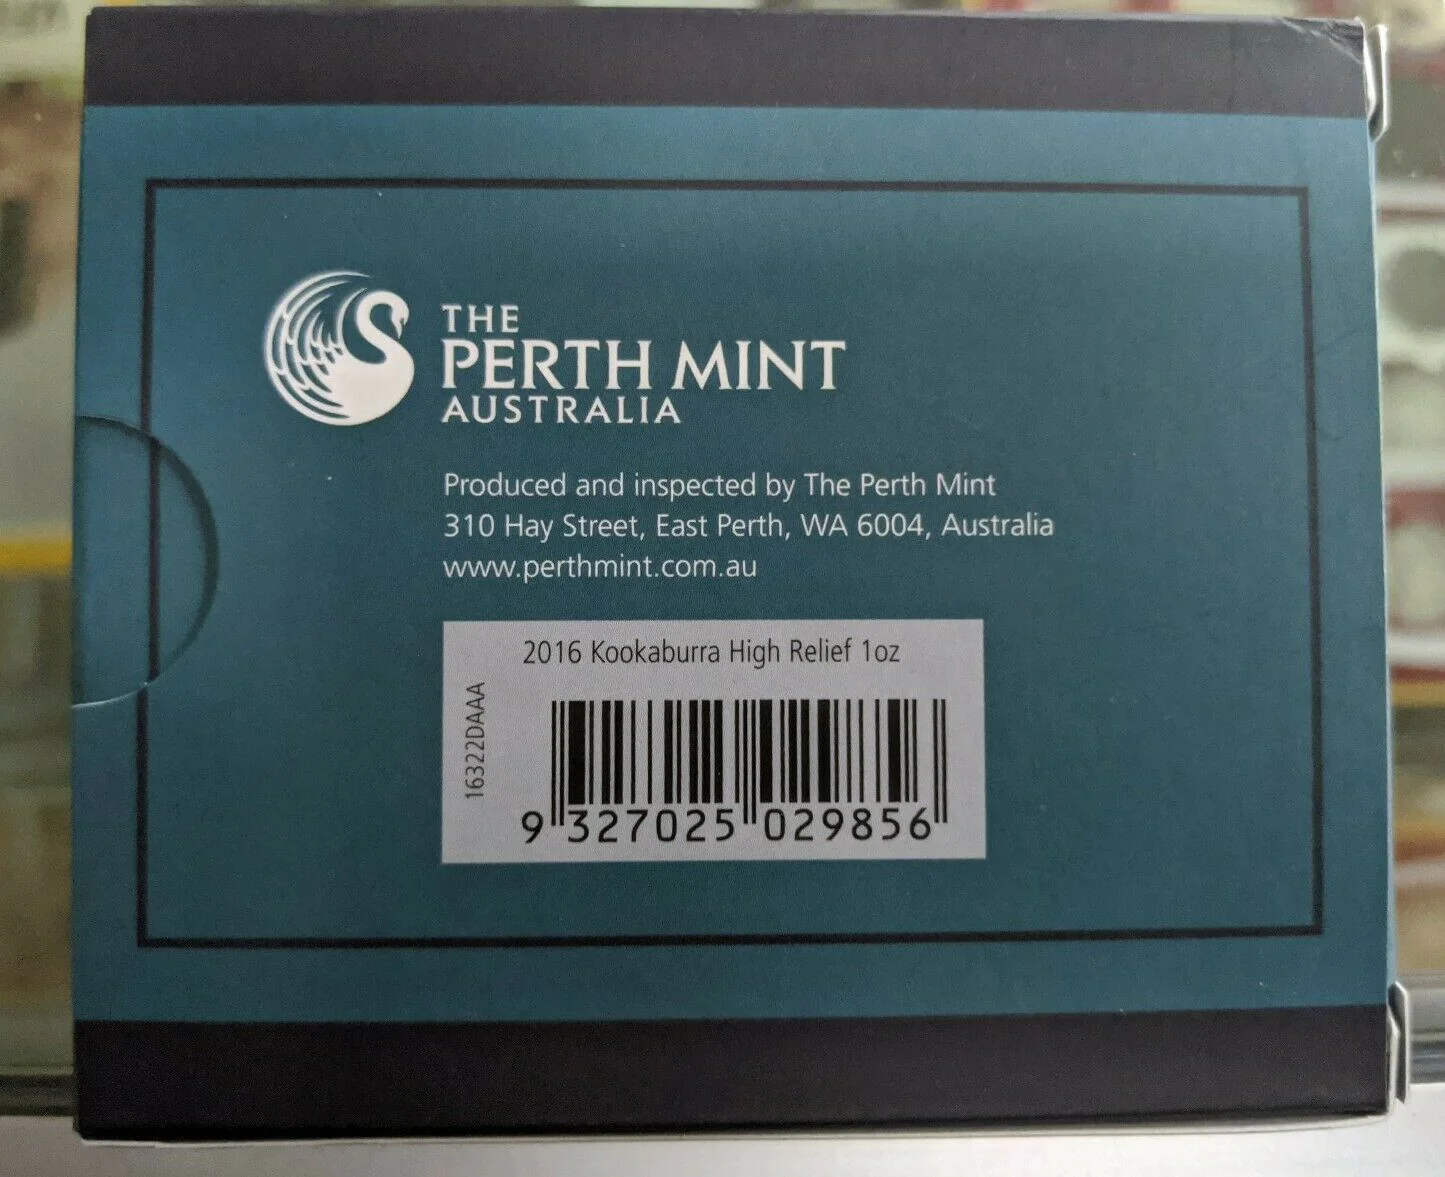 THE
PERTH MINT
AUSTRALIA
Produced and inspected by The Perth Mint
310 Hay Street, East Perth, WA 6004, Australia
www.perthmint.com.au
2016 Kookaburra High Relief 1oz
16322DAAA
9 327025 029856